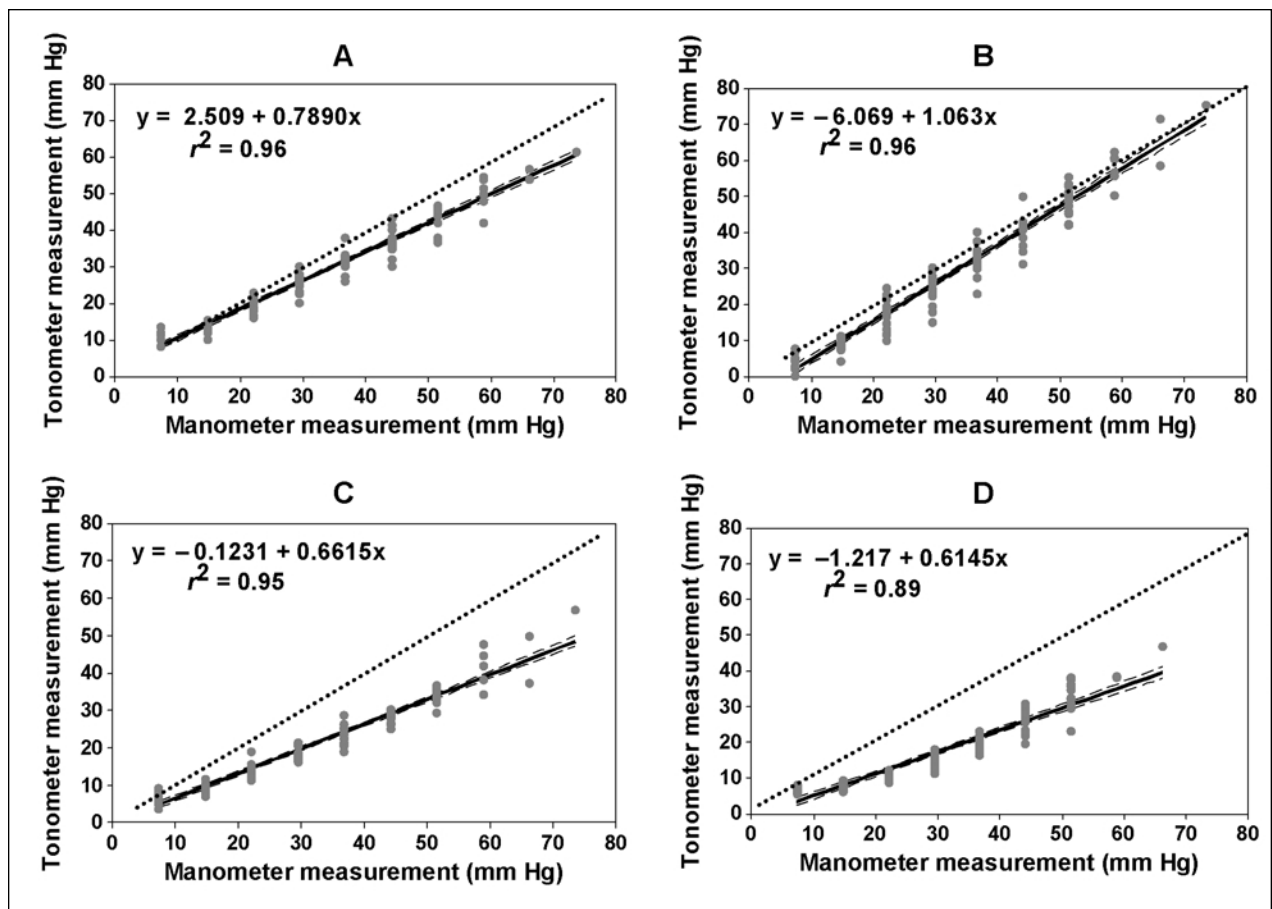 A
Tonometer measurement (mm Hg)
80
70
60
50
40
30
20
10
0
y = 2.509 + 0.7890x
r² = 0.96
0 10 20 30 40 50 60 70 80
Manometer measurement (mm Hg)
B
Tonometer measurement (mm Hg)
80
70
60
50
40
30
20
10
0
y = −6.069 + 1.063x
r² = 0.96
0 10 20 30 40 50 60 70 80
Manometer measurement (mm Hg)
C
Tonometer measurement (mm Hg)
80
70
60
50
40
30
20
10
0
y = −0.1231 + 0.6615x
r² = 0.95
0 10 20 30 40 50 60 70 80
Manometer measurement (mm Hg)
D
Tonometer measurement (mm Hg)
80
70
60
50
40
30
20
10
0
y = −1.217 + 0.6145x
r² = 0.89
0 10 20 30 40 50 60 70 80
Manometer measurement (mm Hg)